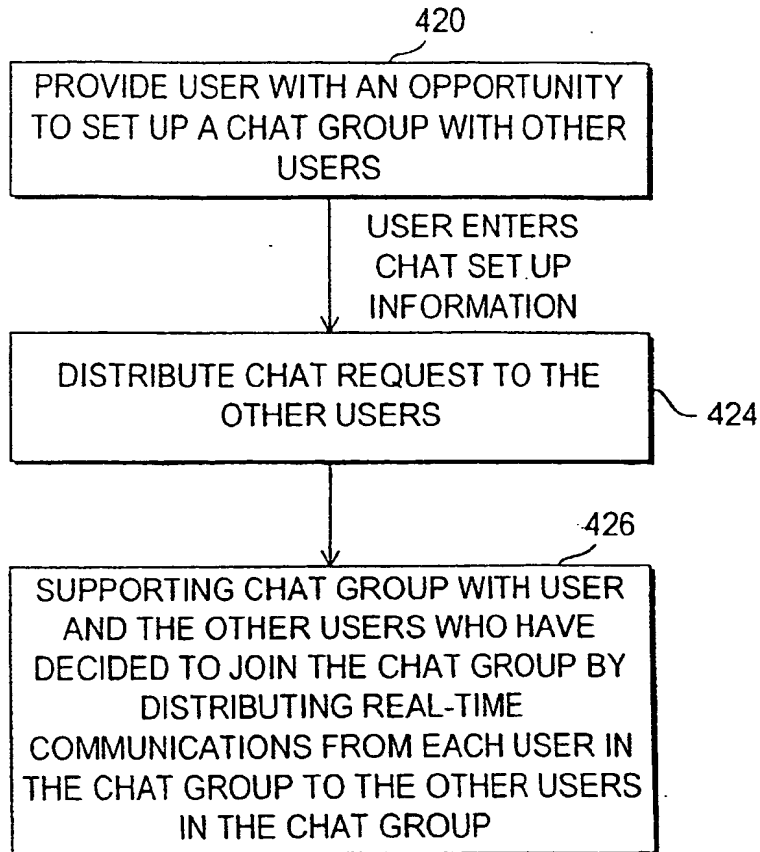 420
PROVIDE USER WITH AN OPPORTUNITY
TO SET UP A CHAT GROUP WITH OTHER
USERS
USER ENTERS
CHAT SET UP
INFORMATION
DISTRIBUTE CHAT REQUEST TO THE
OTHER USERS
424
426
SUPPORTING CHAT GROUP WITH USER
AND THE OTHER USERS WHO HAVE
DECIDED TO JOIN THE CHAT GROUP BY
DISTRIBUTING REAL-TIME
COMMUNICATIONS FROM EACH USER IN
THE CHAT GROUP TO THE OTHER USERS
IN THE CHAT GROUP